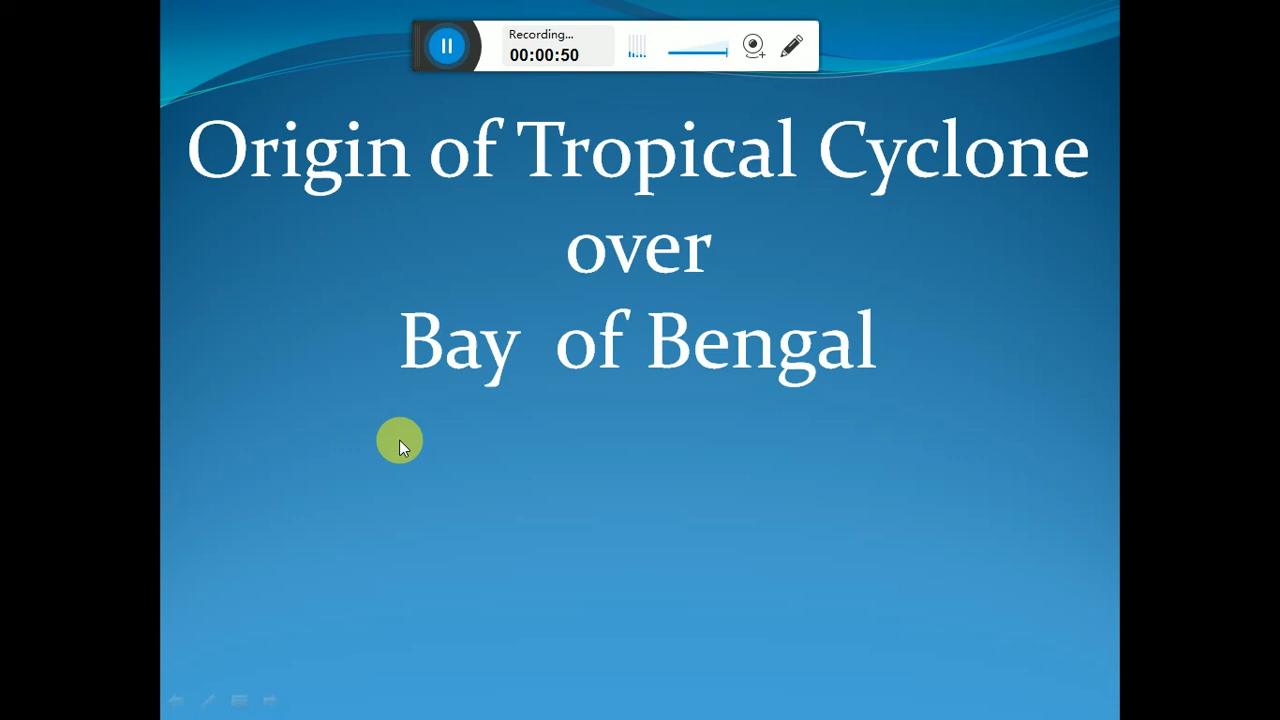 Recording...
00:00:50
Origin of Tropical Cyclone
over
Bay of Bengal